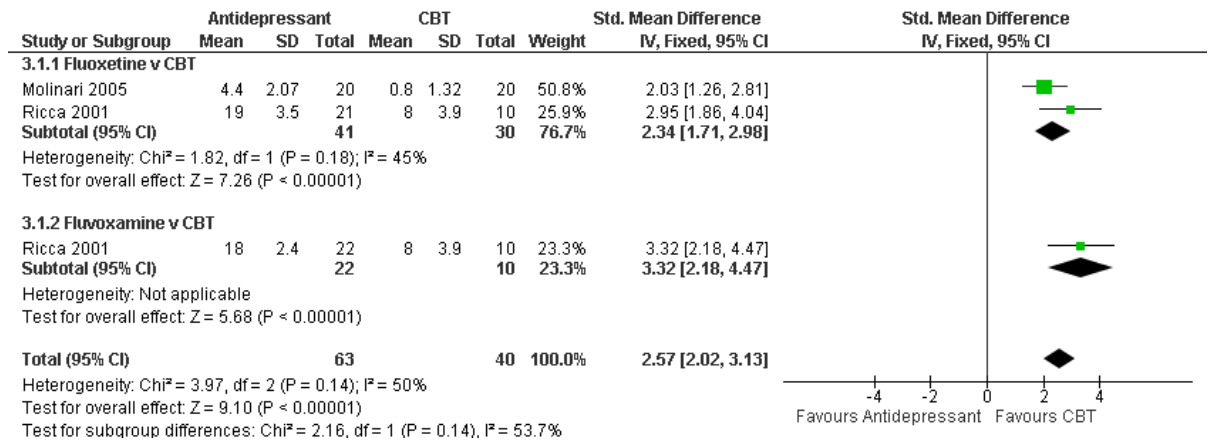 Antidepressant CBT Std. Mean Difference Std. Mean Difference
Study or Subgroup Mean SD Total Mean SD Total Weight IV, Fixed, 95% CI IV, Fixed, 95% CI
3.1.1 Fluoxetine v CBT
Molinari 2005 4.4 2.07 20 0.8 1.32 20 50.8% 2.03 [1.26, 2.81]
Ricca 2001 19 3.5 21 8 3.9 10 25.9% 2.95 [1.86, 4.04]
Subtotal (95% CI) 41 30 76.7% 2.34 [1.71, 2.98]
Heterogeneity: Chi² = 1.82, df = 1 (P = 0.18); I² = 45%
Test for overall effect: Z = 7.26 (P < 0.00001)
3.1.2 Fluvoxamine v CBT
Ricca 2001 18 2.4 22 8 3.9 10 23.3% 3.32 [2.18, 4.47]
Subtotal (95% CI) 22 10 23.3% 3.32 [2.18, 4.47]
Heterogeneity: Not applicable
Test for overall effect: Z = 5.68 (P < 0.00001)
Total (95% CI) 63 40 100.0% 2.57 [2.02, 3.13]
Heterogeneity: Chi² = 3.97, df = 2 (P = 0.14); I² = 50%
Test for overall effect: Z = 9.10 (P < 0.00001)
Test for subgroup differences: Chi² = 2.16, df = 1 (P = 0.14), I² = 53.7%
-4 -2 0 2 4
Favours Antidepressant Favours CBT